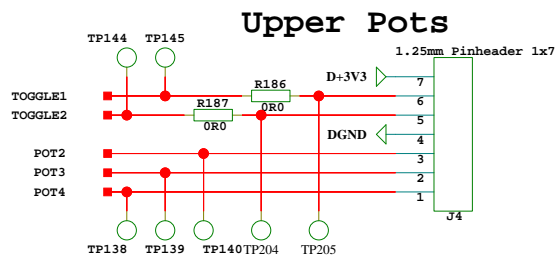 Upper Pots
TP144 TP145
1.25mm Pinheader 1x7
D+3V3
7
R186
TOGGLE1
6
R187 0R0
TOGGLE2
5
0R0
DGND
4
POT2
3
POT3
2
POT4
1
J4
TP138 TP139 TP140 TP204 TP205